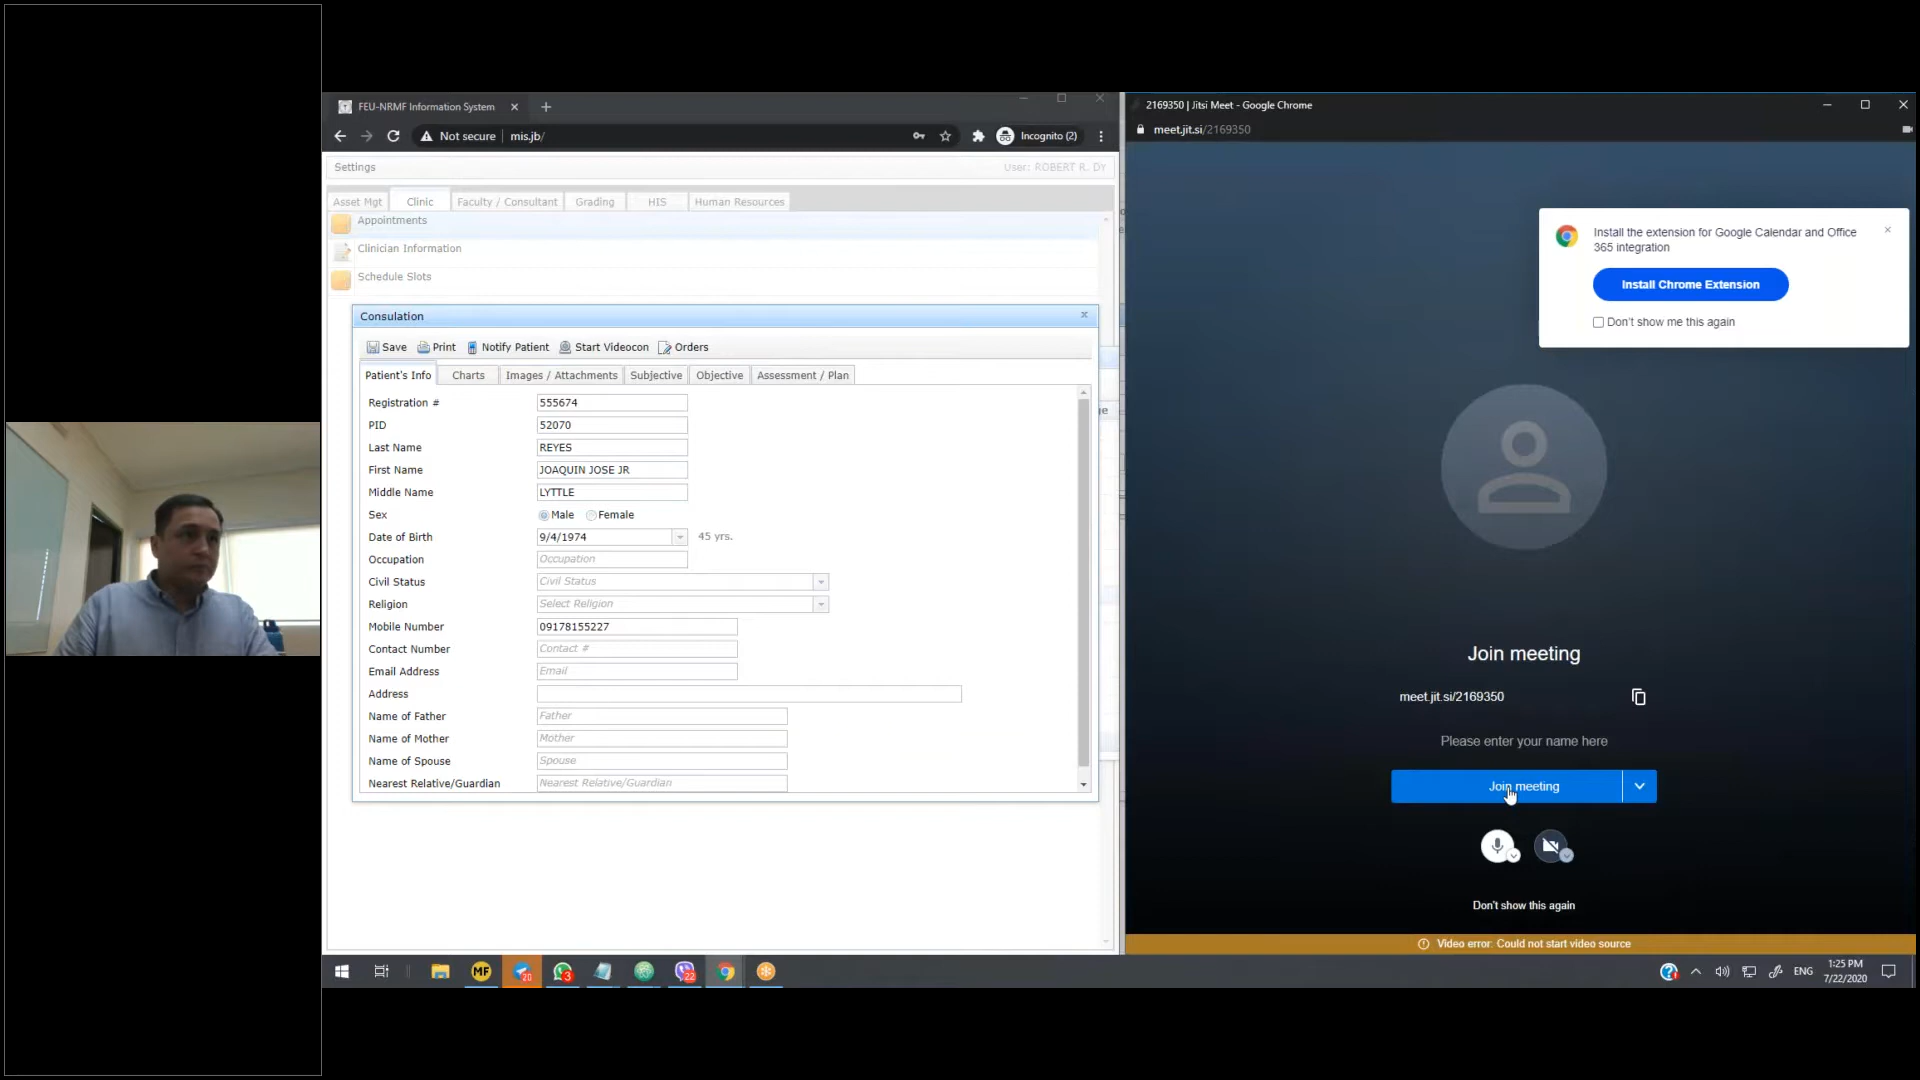 FEU-NRMF Information System
Not secure mis.jb/
Incognito (2)
Settings
User: ROBERT R. DY
Asset Mgt Clinic Faculty / Consultant Grading HIS Human Resources
Appointments
Clinician Information
Schedule Slots
Consulation
Save Print Notify Patient Start Videocon Orders
Patient's Info Charts Images / Attachments Subjective Objective Assessment / Plan
Registration # 555674
PID 52070
Last Name REYES
First Name JOAQUIN JOSE JR
Middle Name LYTTLE
Sex Male Female
Date of Birth 9/4/1974 45 yrs.
Occupation Occupation
Civil Status Civil Status
Religion Select Religion
Mobile Number 09178155227
Contact Number Contact #
Email Address Email
Address
Name of Father Father
Name of Mother Mother
Name of Spouse Spouse
Nearest Relative/Guardian Nearest Relative/Guardian
2169350 | Jitsi Meet - Google Chrome
meet.jit.si/2169350
Install the extension for Google Calendar and Office
365 integration
Install Chrome Extension
Don't show me this again
Join meeting
meet.jit.si/2169350
Please enter your name here
Join meeting
Don't show this again
Video error: Could not start video source
MF 20 3 22
ENG 1:25 PM
7/22/2020